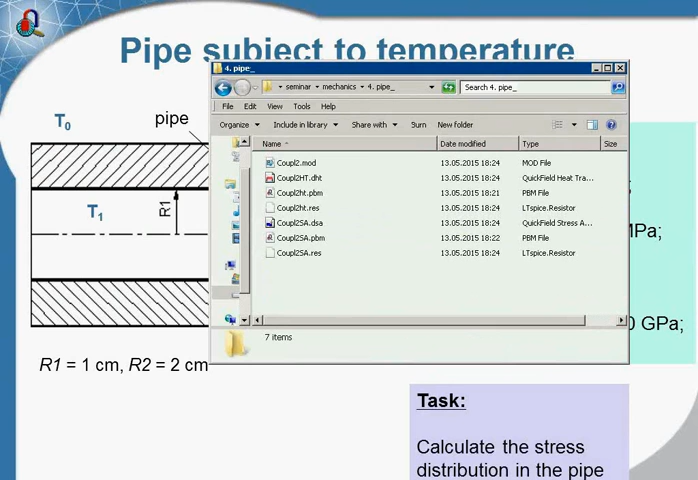 Pipe subject to temperature
4. pipe_
seminar mechanics 4. pipe_
Search 4. pipe_
File Edit View Tools Help
Organize Include in library Share with Burn New folder
Name Date modified Type Size
Coupl2.mod 13.05.2015 18:24 MOD File
Coupl2HT.dht 13.05.2015 18:24 QuickField Heat Tra...
Coupl2ht.pbm 13.05.2015 18:21 PBM File
Coupl2ht.res 13.05.2015 18:24 LTspice.Resistor
Coupl2SA.dsa 13.05.2015 18:24 QuickField Stress A...
Coupl2SA.pbm 13.05.2015 18:22 PBM File
Coupl2SA.res 13.05.2015 18:24 LTspice.Resistor
7 items
T0
pipe
T1
R1
MPa;
0 GPa;
R1 = 1 cm, R2 = 2 cm
Task:
Calculate the stress
distribution in the pipe